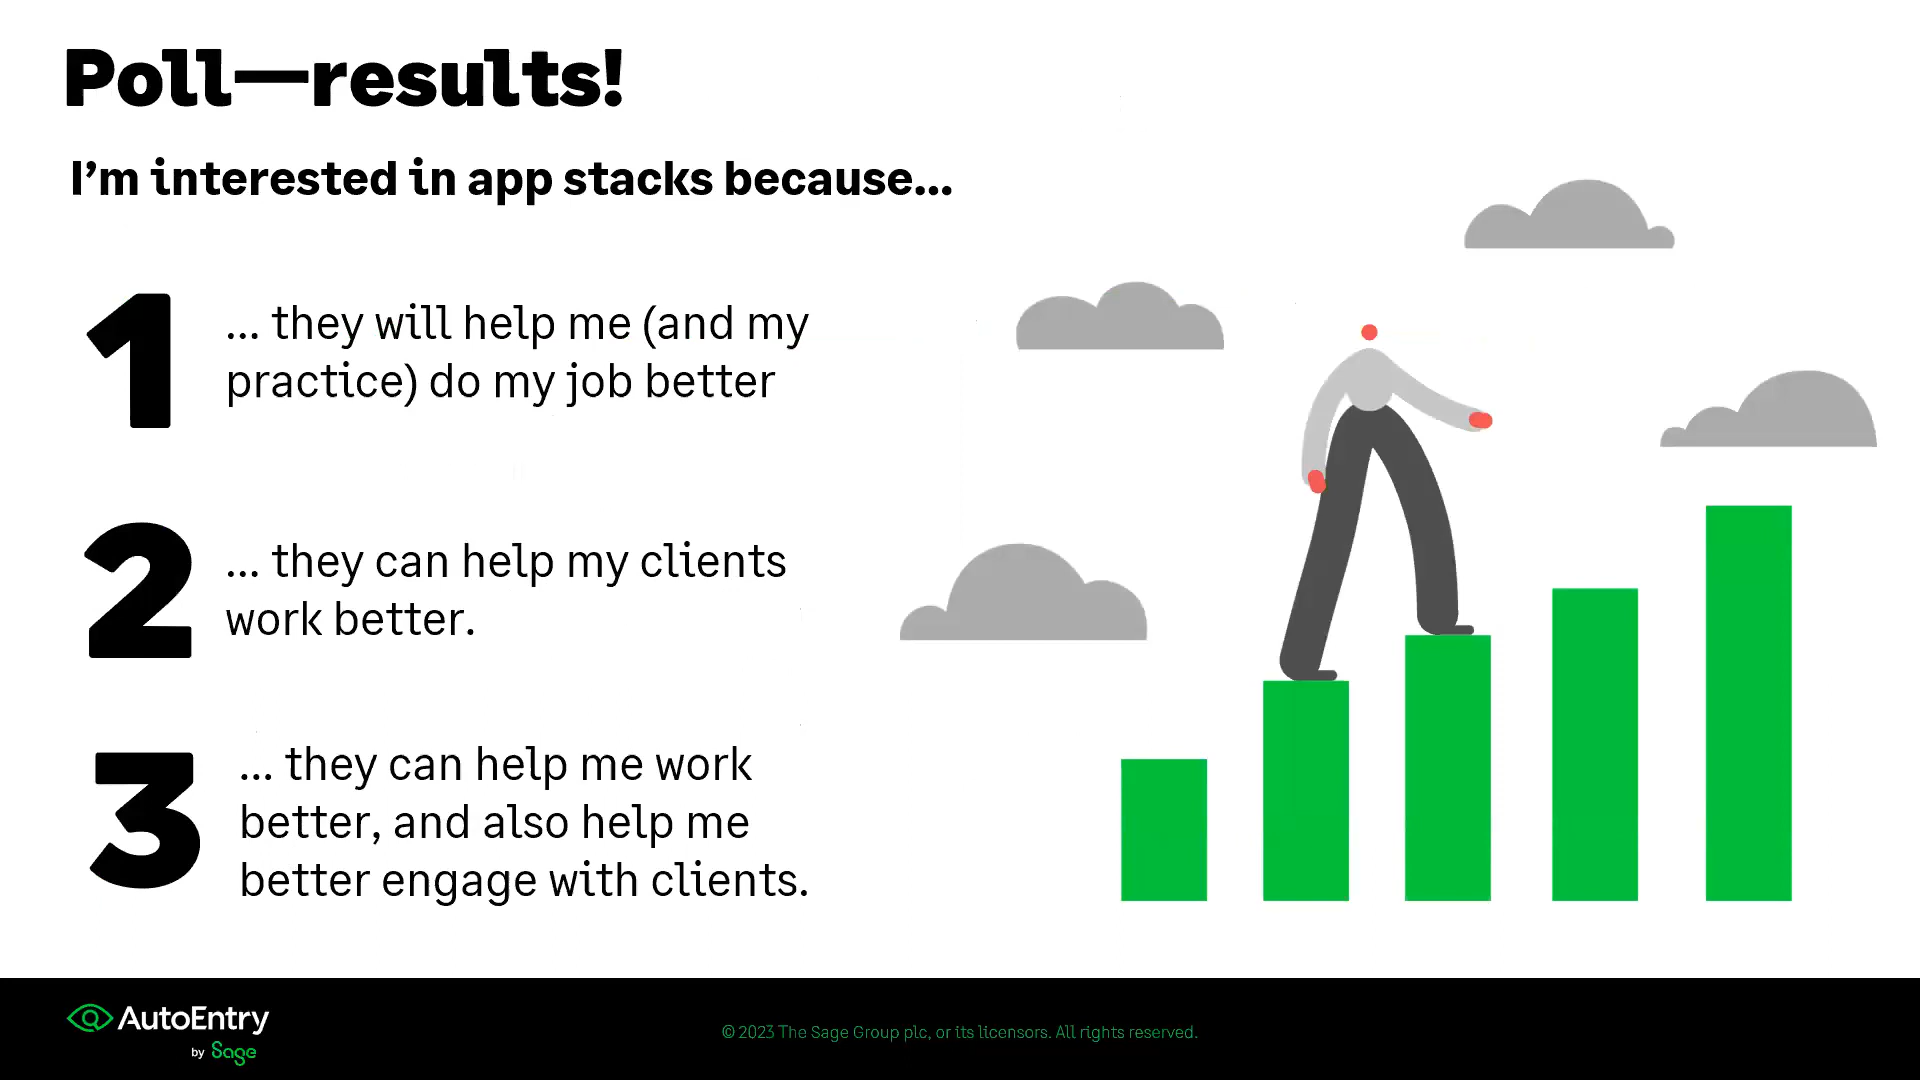 Poll—results!
I’m interested in app stacks because...
1
... they will help me (and my
practice) do my job better
2
... they can help my clients
work better.
3
... they can help me work
better, and also help me
better engage with clients.
AutoEntry
by Sage
© 2023 The Sage Group plc, or its licensors. All rights reserved.